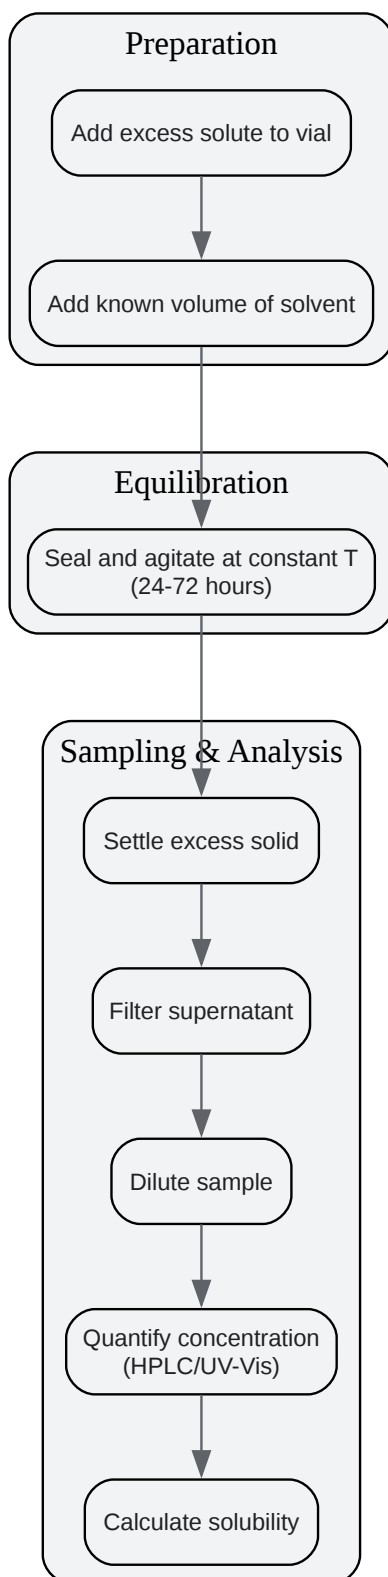 Preparation
Add excess solute to vial
Add known volume of solvent
Equilibration
Seal and agitate at constant T
(24-72 hours)
Sampling & Analysis
Settle excess solid
Filter supernatant
Dilute sample
Quantify concentration
(HPLC/UV-Vis)
Calculate solubility